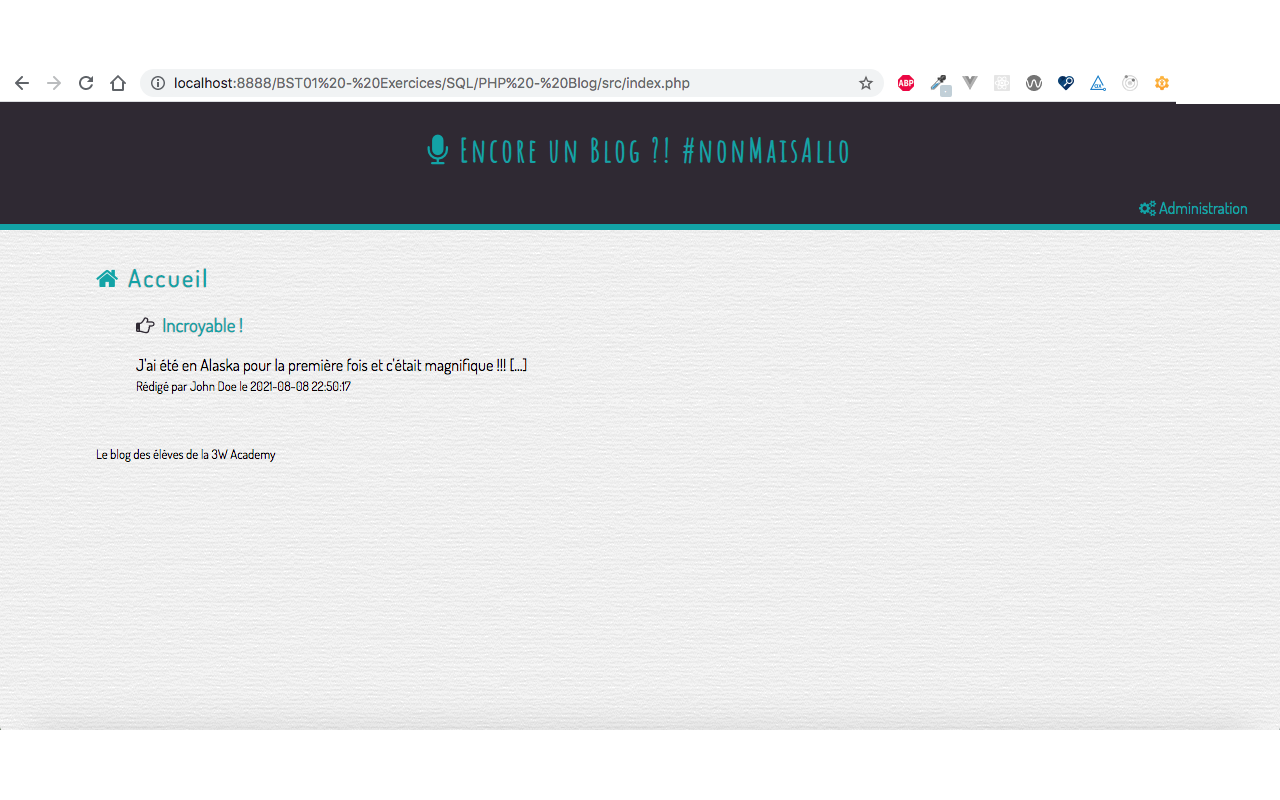 localhost:8888/BST01%20-%20Exercices/SQL/PHP%20-%20Blog/src/index.php
ABP
Encore un Blog ?! #nonMaisAllo
Administration
Accueil
Incroyable !
J'ai été en Alaska pour la première fois et c'était magnifique !!! [...]
Rédigé par John Doe le 2021-08-08 22:50:17
Le blog des élèves de la 3W Academy